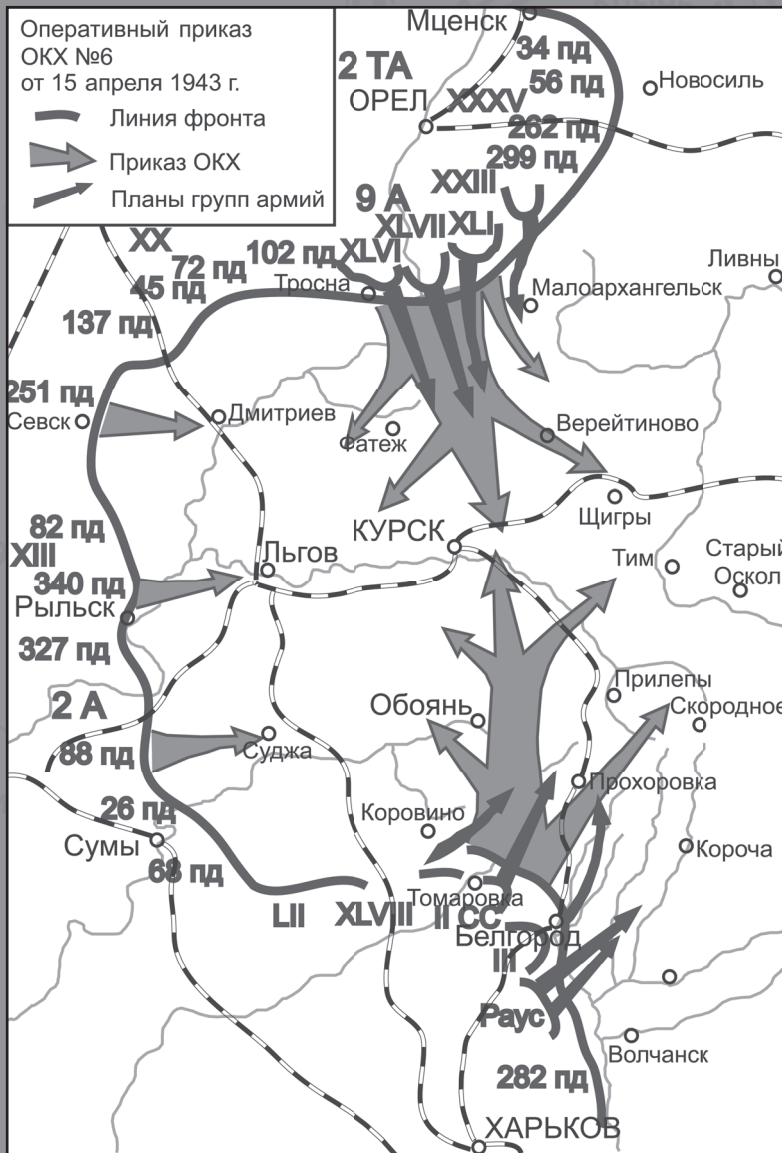 Оперативный приказ
ОКХ №6
от 15 апреля 1943 г.
Линия фронта
Приказ ОКХ
Планы групп армий
Мценск
34 пд
2 ТА
56 пд
Новосиль
ОРЕЛ
XXXV
262 пд
299 пд
XXIII
9 А
XLVII
XLI
XX
102 пд
XLVI
72 пд
45 пд
Тросна
Ливны
Малоархангельск
137 пд
251 пд
Севск
Дмитриев
Фатеж
Верейтиново
82 пд
КУРСК
Щигры
XIII
Льгов
Тим
Старый
Оскол
340 пд
Рыльск
327 пд
Прилепы
2 А
Обоянь
Скородное
88 пд
Суджа
Прохоровка
26 пд
Коровино
Сумы
Короча
68 пд
Томаровка
LII
XLVIII
II СС
Белгород
III
Раус
Волчанск
282 пд
ХАРЬКОВ